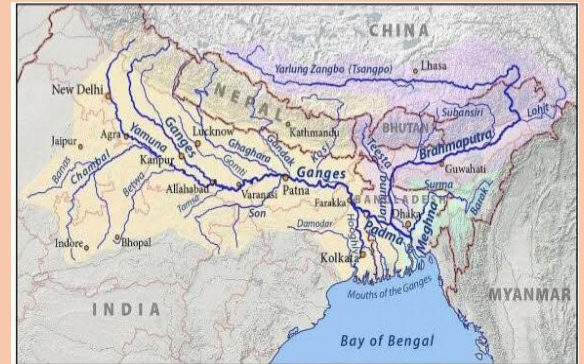 CHINA
Yarlung Zangbo (Tsangpo)
Lhasa
New Delhi
NEPAL
Subansiri
Lohit
BHUTAN
Agra
Yamuna
Ganges
Lucknow
Ghaghara
Gandak
Kathmandu
Kosi
Teesta
Brahmaputra
Jaipur
Banas
Chambal
Kanpur
Gomti
Guwahati
Betwa
Allahabad
Varanasi
Patna
Ganges
Jamuna
Surma
Barak
Tamsa
Son
Farakka
BANGLADESH
Dhaka
Meghna
Damodar
Hooghly
Padma
Indore
Bhopal
Kolkata
Mouths of the Ganges
INDIA
MYANMAR
Bay of Bengal